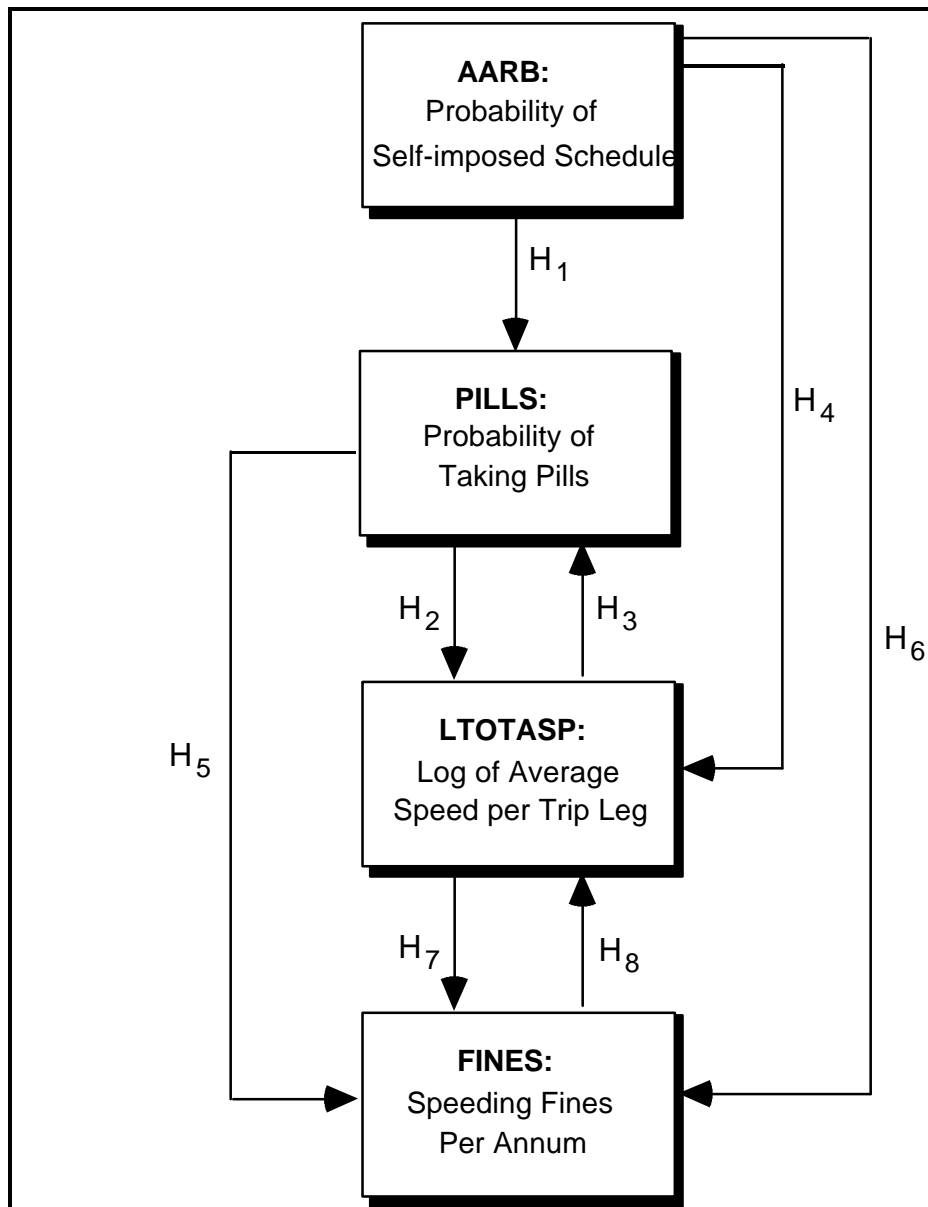 AARB:
Probability of
Self-imposed Schedule
H1
PILLS:
Probability of
Taking Pills
H4
H2
H3
H6
LTOTASP:
Log of Average
Speed per Trip Leg
H5
H7
H8
FINES:
Speeding Fines
Per Annum